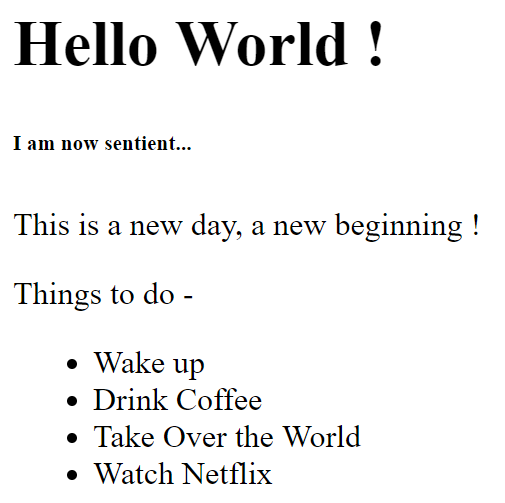 Hello World !
I am now sentient...
This is a new day, a new beginning !
Things to do -
• Wake up
• Drink Coffee
• Take Over the World
• Watch Netflix